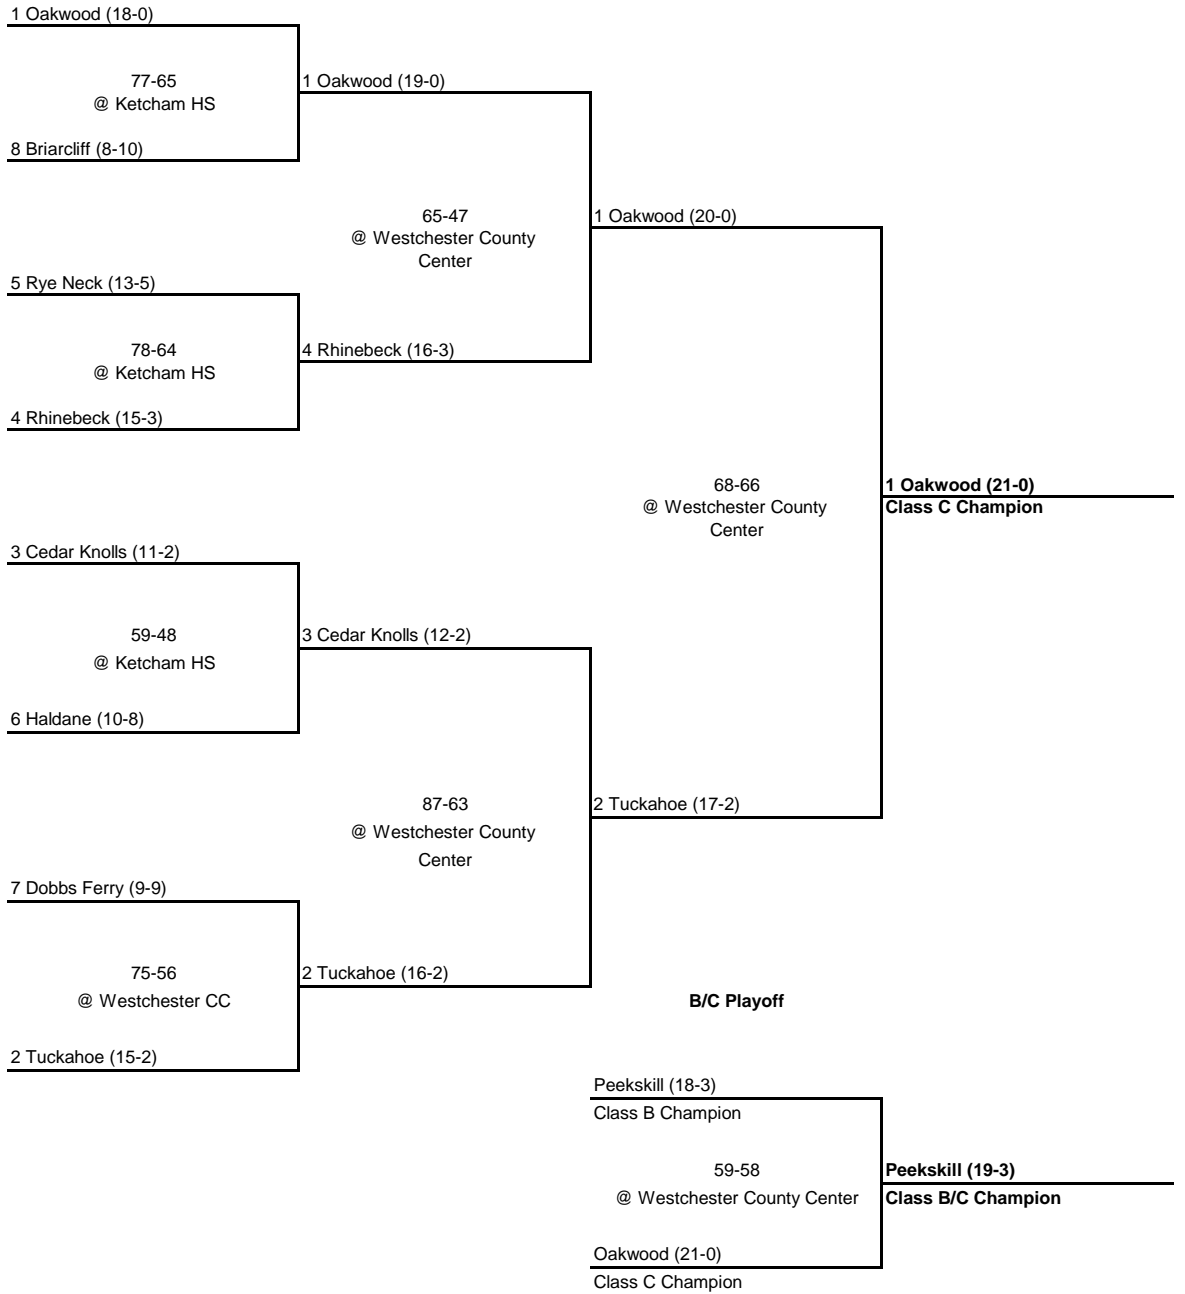 1 Oakwood (18-0)
77-65
@ Ketcham HS
1 Oakwood (19-0)
8 Briarcliff (8-10)
65-47
@ Westchester County
Center
1 Oakwood (20-0)
5 Rye Neck (13-5)
78-64
@ Ketcham HS
4 Rhinebeck (16-3)
4 Rhinebeck (15-3)
68-66
@ Westchester County
Center
1 Oakwood (21-0)
Class C Champion
3 Cedar Knolls (11-2)
59-48
@ Ketcham HS
3 Cedar Knolls (12-2)
6 Haldane (10-8)
87-63
@ Westchester County
Center
2 Tuckahoe (17-2)
7 Dobbs Ferry (9-9)
75-56
@ Westchester CC
2 Tuckahoe (16-2)
2 Tuckahoe (15-2)
B/C Playoff
Peekskill (18-3)
Class B Champion
59-58
@ Westchester County Center
Peekskill (19-3)
Class B/C Champion
Oakwood (21-0)
Class C Champion